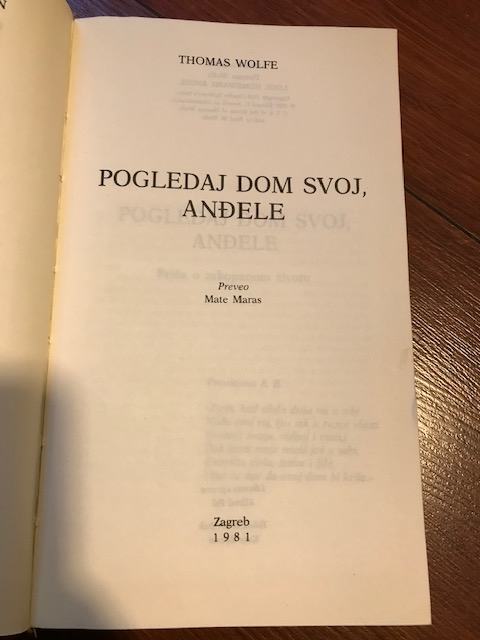 N
THOMAS WOLFE
POGLEDAJ DOM SVOJ,
ANĐELE
Preveo
Mate Maras
Zagreb
1981